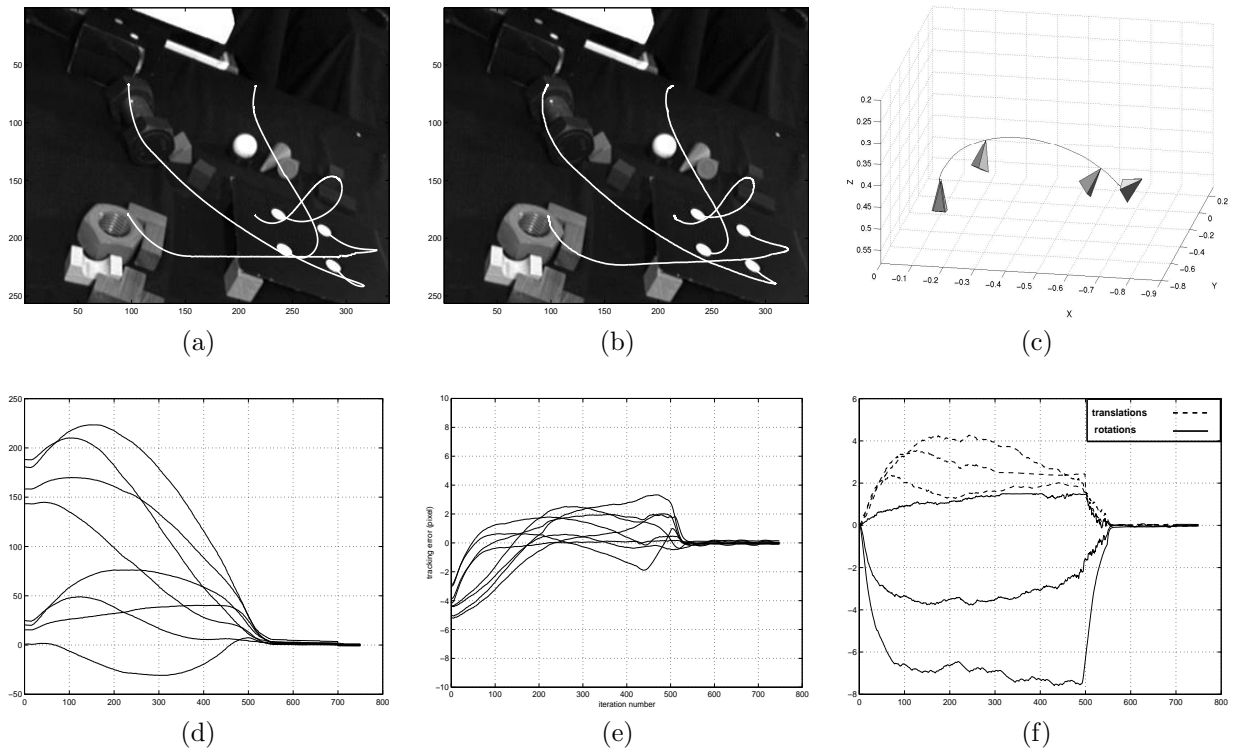 50
100
150
200
250
50 100 150 200 250 300
(a)
50
100
150
200
250
50 100 150 200 250 300
(b)
0.2
0.25
0.3
0.35
0.4
0.45
0.5
0.55
Z
0 −0.1 −0.2 −0.3 −0.4 −0.5 −0.6 −0.7 −0.8 −0.9
X
0.2
0
−0.2
−0.4
−0.6
−0.8
Y
(c)
250
200
150
100
50
0
−50
0 100 200 300 400 500 600 700 800
(d)
10
8
6
4
2
0
−2
−4
−6
−8
−10
tracking error (pixel)
0 100 200 300 400 500 600 700 800
iteration number
(e)
6
4
2
0
−2
−4
−6
−8
translations
rotations
0 100 200 300 400 500 600 700 800
(f)